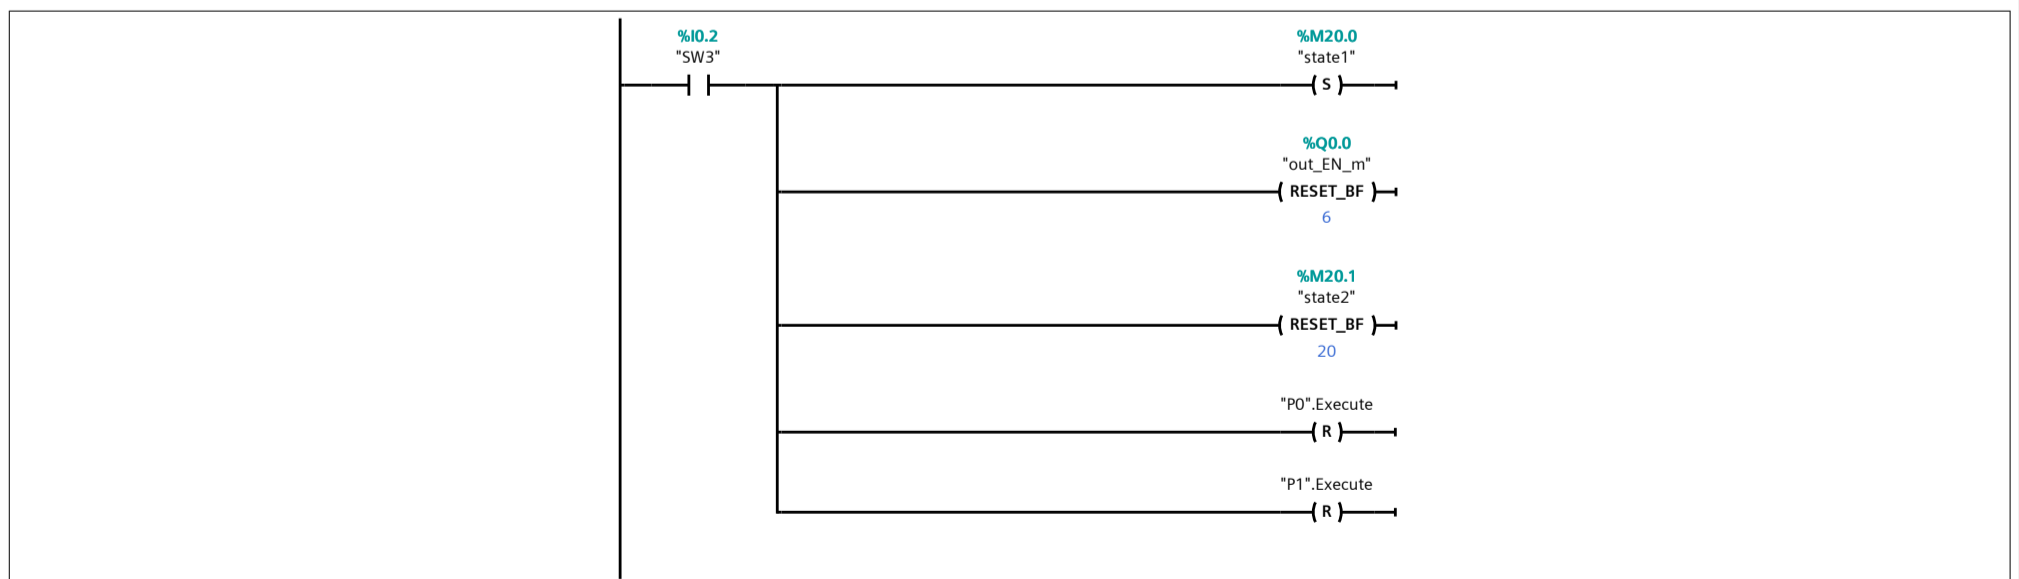 %I0.2
"SW3"
%M20.0
"state1"
( S )
%Q0.0
"out_EN_m"
( RESET_BF )
6
%M20.1
"state2"
( RESET_BF )
20
"P0".Execute
( R )
"P1".Execute
( R )